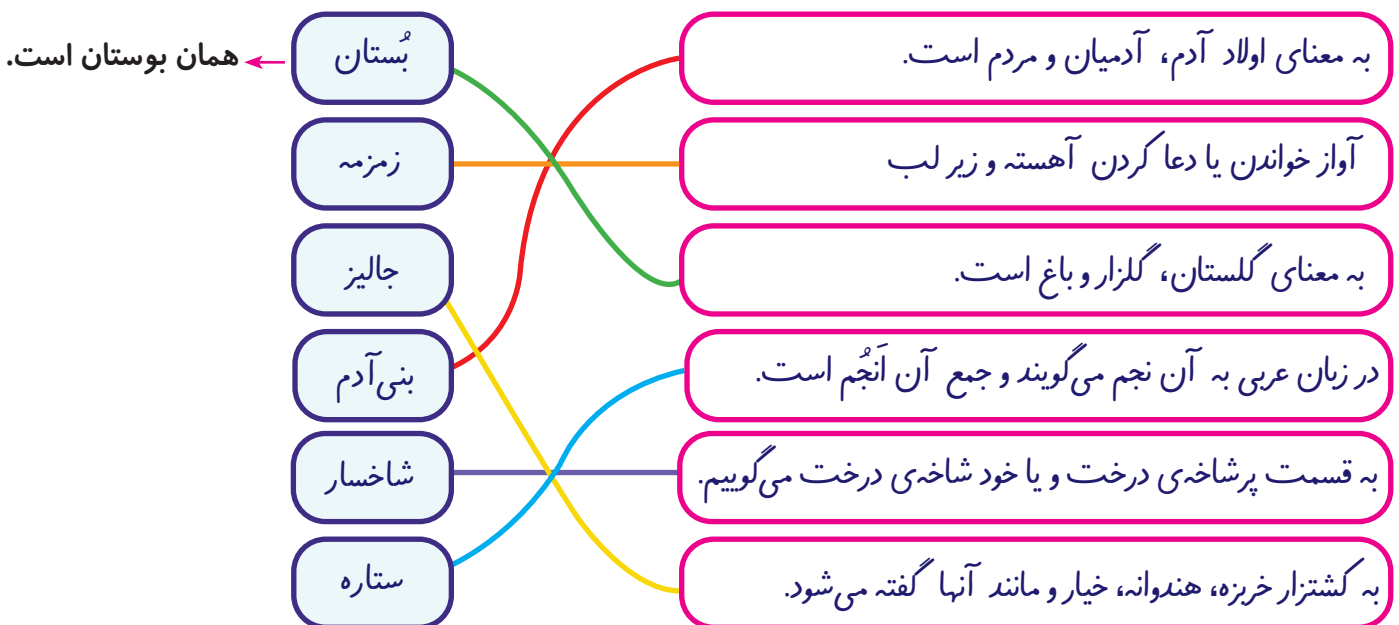 به معنای اولاد آدم، آدمیان و مردم است.
بُستان
همان بوستان است.
آواز خواندن یا دعا کردن آهسته و زیر لب
زمزمه
به معنای گلستان، گلزار و باغ است.
جالیز
در زبان عربی به آن نجم می‌گویند و جمع آن اَنجُم است.
بنی‌آدم
به قسمت پرشاخه‌ی درخت و یا خود شاخه‌ی درخت می‌گوییم.
شاخسار
به کشتزار خربزه، هندوانه، خیار و مانند آنها گفته می‌شود.
ستاره